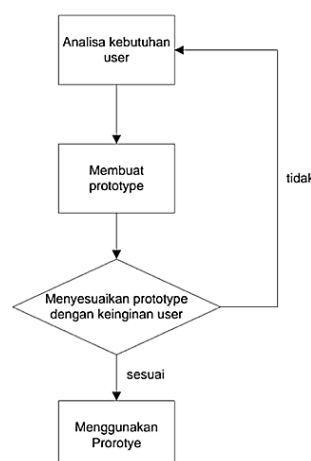 Analisa kebutuhan
user
Membuat
prototype
tidak
Menyesuaikan prototype
dengan keinginan user
sesuai
Menggunakan
Prorotye